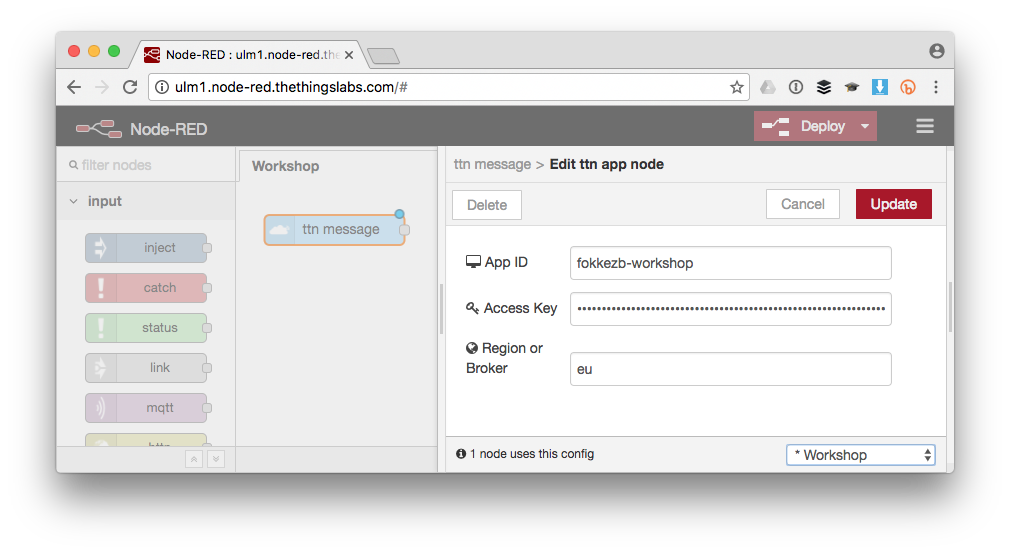 Node-RED : ulm1.node-red.the
ulm1.node-red.thethingslabs.com/#
Node-RED
Deploy
filter nodes
Workshop
ttn message > Edit ttn app node
input
Delete
Cancel
Update
ttn message
inject
catch
status
link
mqtt
http
App ID
fokkezb-workshop
Access Key
••••••••••••••••••••••••••••••••••••••••••••••••••••••••••••••
Region or
Broker
eu
1 node uses this config
* Workshop